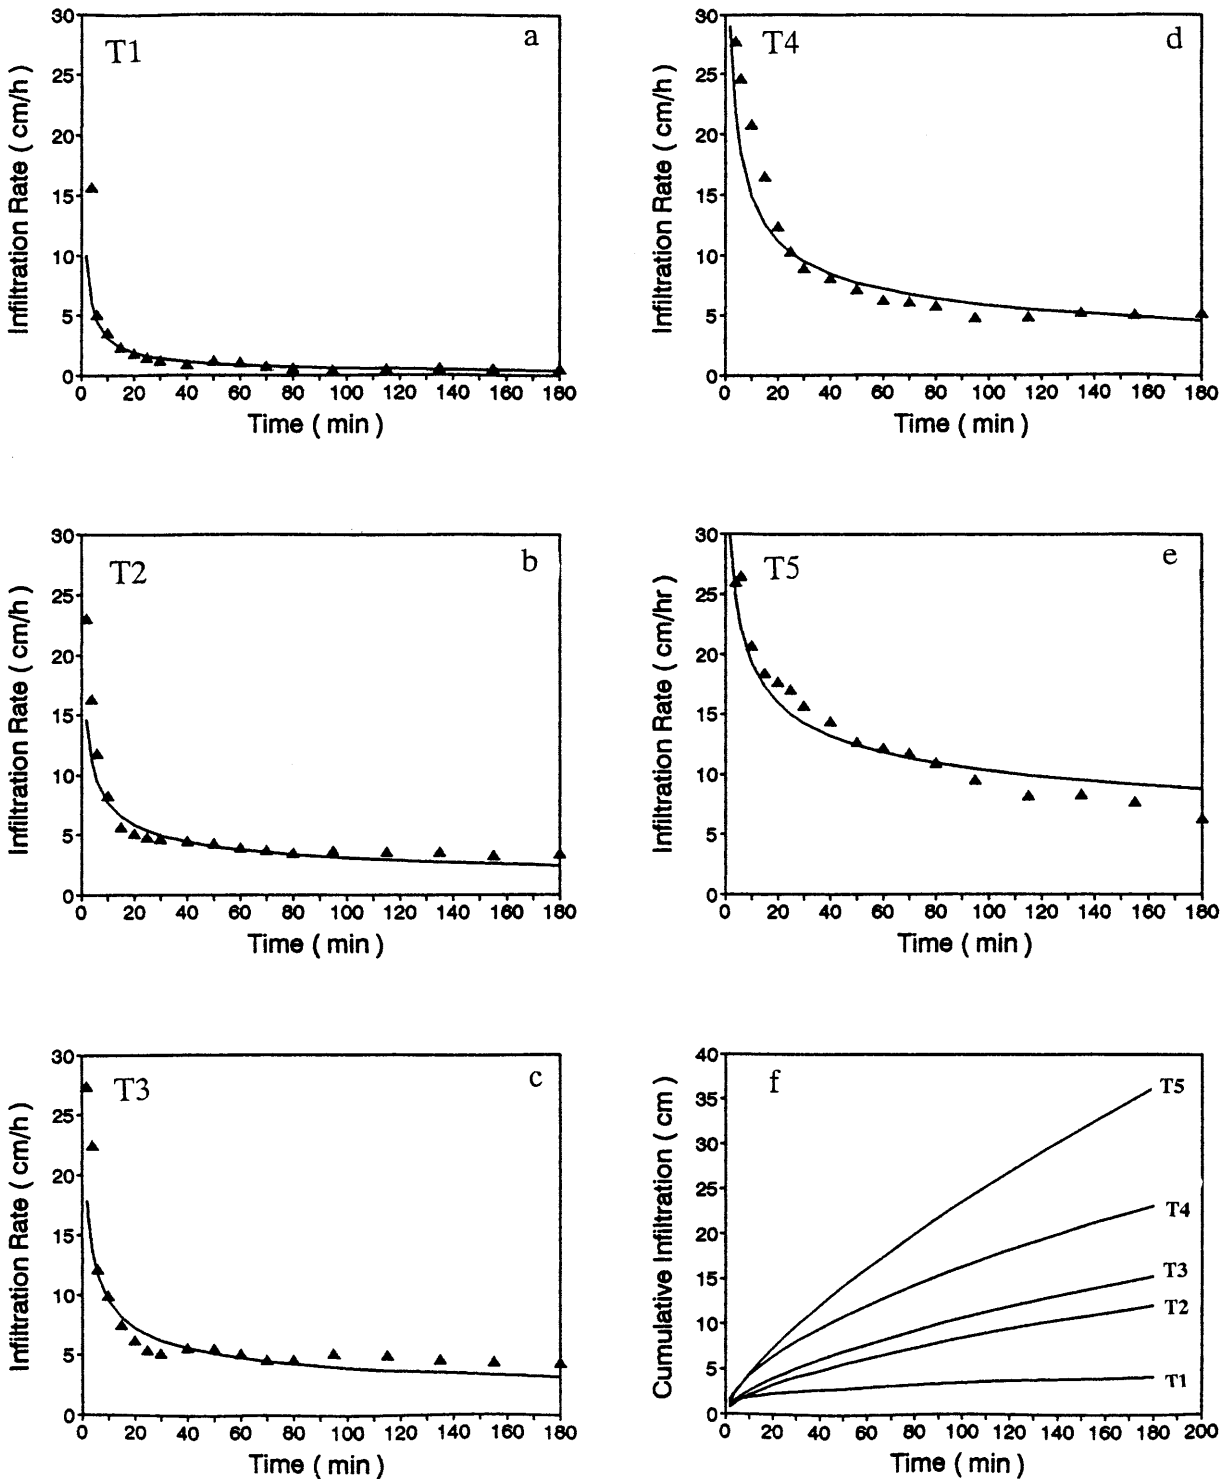 T1
a
Infiltration Rate ( cm/h )
30
25
20
15
10
5
0
0 20 40 60 80 100 120 140 160 180
Time ( min )
T4
d
Infiltration Rate ( cm/h )
30
25
20
15
10
5
0
0 20 40 60 80 100 120 140 160 180
Time ( min )
T2
b
Infiltration Rate ( cm/h )
30
25
20
15
10
5
0
0 20 40 60 80 100 120 140 160 180
Time ( min )
T5
e
Infiltration Rate ( cm/hr )
30
25
20
15
10
5
0
0 20 40 60 80 100 120 140 160 180
Time ( min )
T3
c
Infiltration Rate ( cm/h )
30
25
20
15
10
5
0
0 20 40 60 80 100 120 140 160 180
Time ( min )
f
Cumulative Infiltration ( cm )
40
35
30
25
20
15
10
5
0
T5
T4
T3
T2
T1
0 20 40 60 80 100 120 140 160 180 200
Time ( min )